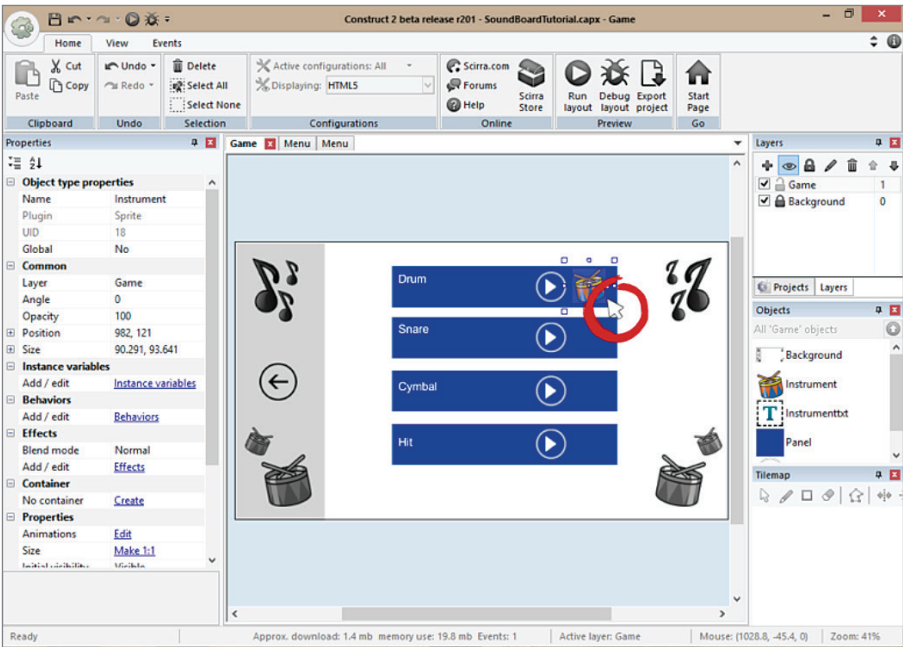 Construct 2 beta release r201 - SoundBoardTutorial.capx - Game
Home View Events
Paste
Cut
Copy
Clipboard
Undo
Redo
Undo
Delete
Select All
Select None
Selection
Active configurations: All
Displaying: HTML5
Configurations
Scirra.com
Forums
Help
Scirra Store
Online
Run layout
Debug layout
Export project
Preview
Start Page
Go
Properties
Object type properties
Name Instrument
Plugin Sprite
UID 18
Global No
Common
Layer Game
Angle 0
Opacity 100
Position 982, 121
Size 90.291, 93.641
Instance variables
Add / edit Instance variables
Behaviors
Add / edit Behaviors
Effects
Blend mode Normal
Add / edit Effects
Container
No container Create
Properties
Animations Edit
Size Make 1:1
Initial visibility Visible
Game Menu Menu
Drum
Snare
Cymbal
Hit
Layers
Game 1
Background 0
Projects Layers
Objects
All 'Game' objects
Background
Instrument
T Instrumenttxt
Panel
Tilemap
Ready Approx. download: 1.4 mb memory use: 19.8 mb Events: 1 Active layer: Game Mouse: (1028.8, -45.4, 0) Zoom: 41%